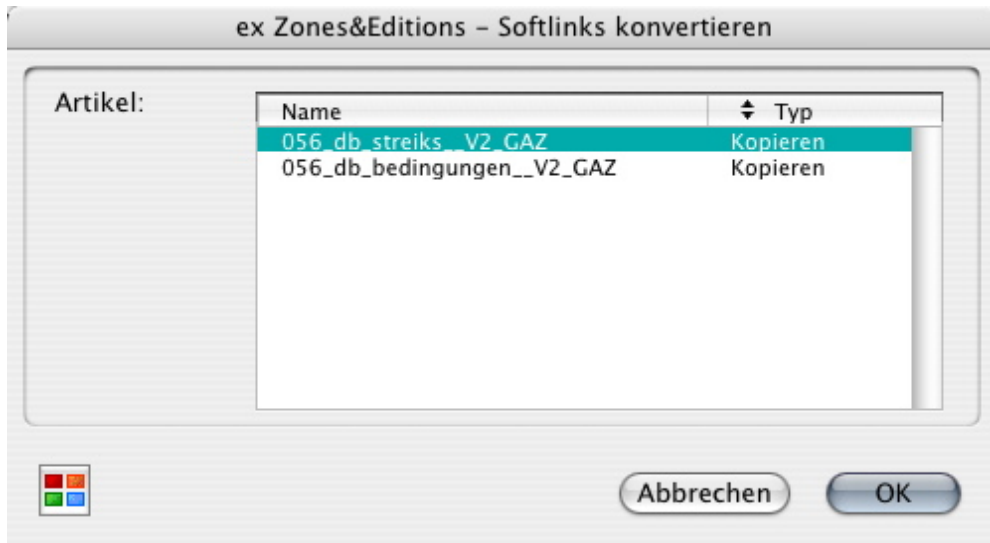 ex Zones&Editions – Softlinks konvertieren
Artikel:
Name Typ
056_db_streiks__V2_GAZ Kopieren
056_db_bedingungen__V2_GAZ Kopieren
Abbrechen OK